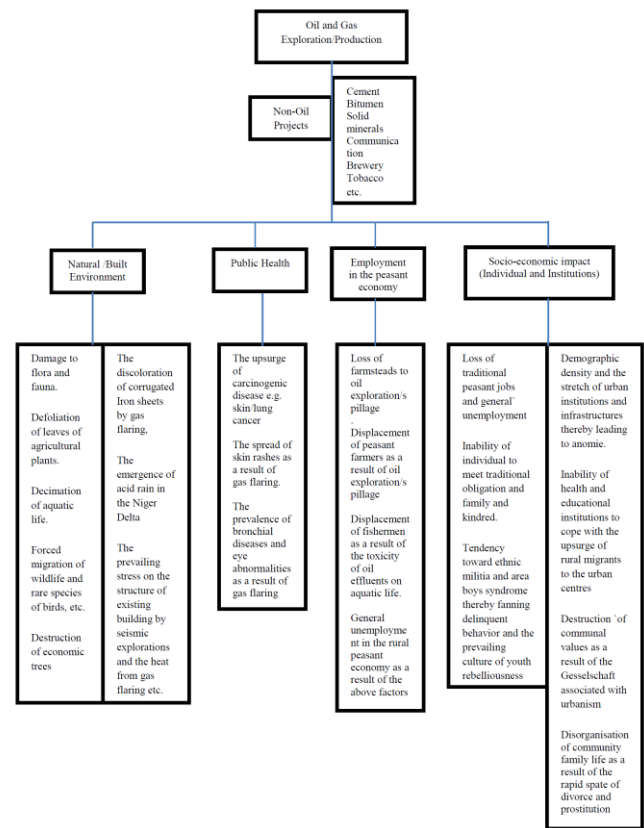 Oil and Gas
Exploration/Production
Non-Oil
Projects
Cement
Bitumen
Solid
minerals
Communica
tion
Brewery
Tobacco
etc.
Natural /Built
Environment
Public Health
Employment
in the peasant
economy
Socio-economic impact
(Individual and Institutions)
Damage to
flora and
fauna.
Defoliation
of leaves of
agricultural
plants.
Decimation
of aquatic
life.
Forced
migration of
wildlife and
rare species
of birds, etc.
Destruction
of economic
trees
The
discoloration
of corrugated
Iron sheets
by gas
flaring,
The
emergence of
acid rain in
the Niger
Delta
The
prevailing
stress on the
structure of
existing
building by
seismic
explorations
and the heat
from gas
flaring etc.
The upsurge
of
carcinogenic
disease e.g.
skin/lung
cancer
The spread of
skin rashes as
a result of
gas flaring.
The
prevalence of
bronchial
diseases and
eye
abnormalities
as a result of
gas flaring
Loss of
farmsteads to
oil
exploration/s
pillage
.
Displacement
of peasant
farmers as a
result of oil
exploration/s
pillage
Displacement
of fishermen
as a result of
the toxicity
of oil
effluents on
aquatic life.
General
unemployme
nt in the rural
peasant
economy as a
result of the
above factors
Loss of
traditional
peasant jobs
and general`
unemployment
Inability of
individual to
meet traditional
obligation and
family and
kindred.
Tendency
toward ethnic
militia and area
boys syndrome
thereby fanning
delinquent
behavior and the
prevailing
culture of youth
rebelliousness
Demographic
density and the
stretch of urban
institutions and
infrastructures
thereby leading
to anomie.
Inability of
health and
educational
institutions to
cope with the
upsurge of
rural migrants
to the urban
centres
Destruction `of
communal
values as a
result of the
Gesselschaft
associated with
urbanism
Disorganisation
of community
family life as a
result of the
rapid spate of
divorce and
prostitution